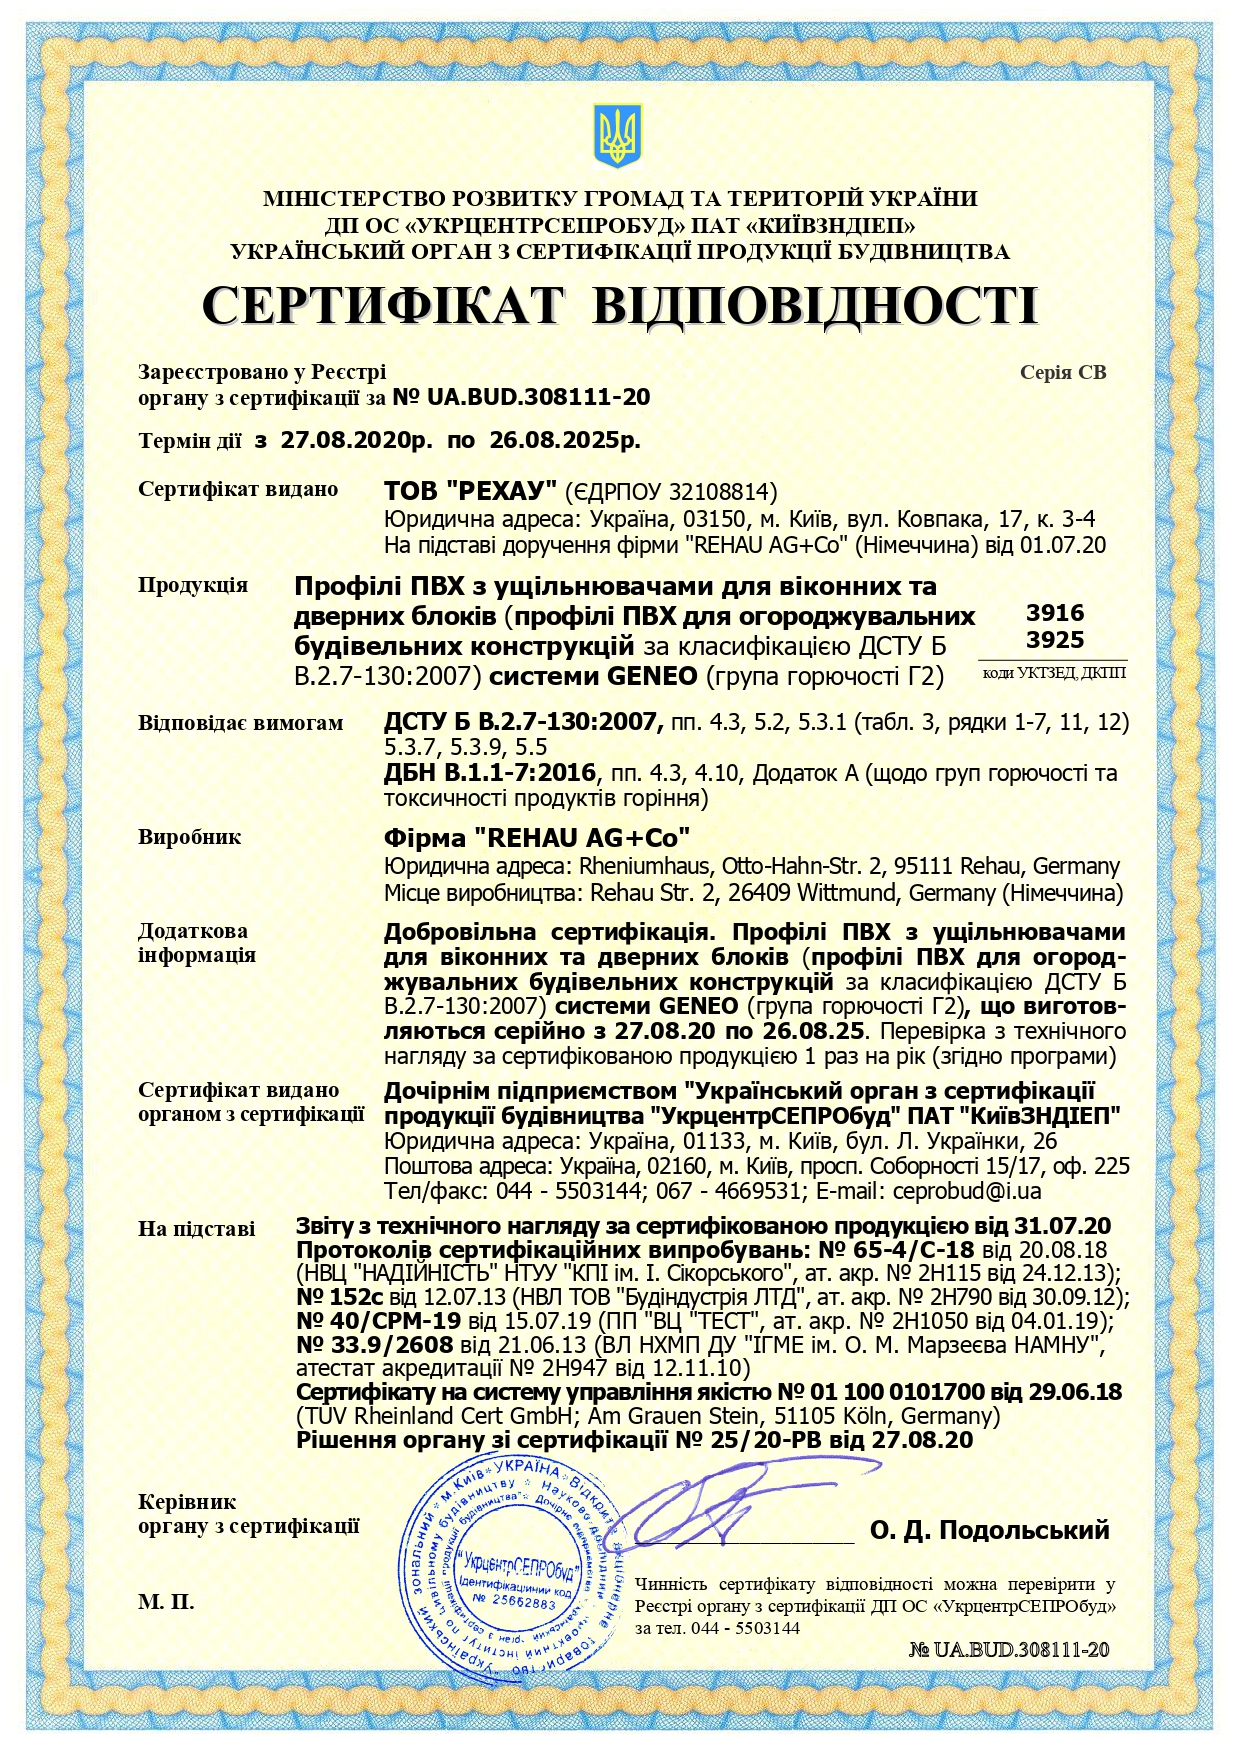 МІНІСТЕРСТВО РОЗВИТКУ ГРОМАД ТА ТЕРИТОРІЙ УКРАЇНИ
ДП ОС «УКРЦЕНТРСЕПРОБУД» ПАТ «КИЇВЗНДІЕП»
УКРАЇНСЬКИЙ ОРГАН З СЕРТИФІКАЦІЇ ПРОДУКЦІЇ БУДІВНИЦТВА
СЕРТИФІКАТ ВІДПОВІДНОСТІ
Зареєстровано у Реєстрі
Серія СВ
органу з сертифікації за № UA.BUD.308111-20
Термін дії з 27.08.2020р. по 26.08.2025р.
Сертифікат видано
ТОВ "РЕХАУ" (ЄДРПОУ 32108814)
Юридична адреса: Україна, 03150, м. Київ, вул. Ковпака, 17, к. 3-4
На підставі доручення фірми "REHAU AG+Co" (Німеччина) від 01.07.20
Продукція
Профілі ПВХ з ущільнювачами для віконних та
дверних блоків (профілі ПВХ для огороджувальних
будівельних конструкцій за класифікацією ДСТУ Б
В.2.7-130:2007) системи GENEO (група горючості Г2)
3916
3925
коди УКТЗЕД, ДКПП
Відповідає вимогам
ДСТУ Б В.2.7-130:2007, пп. 4.3, 5.2, 5.3.1 (табл. 3, рядки 1-7, 11, 12)
5.3.7, 5.3.9, 5.5
ДБН В.1.1-7:2016, пп. 4.3, 4.10, Додаток А (щодо груп горючості та
токсичності продуктів горіння)
Виробник
Фірма "REHAU AG+Co"
Юридична адреса: Rheniumhaus, Otto-Hahn-Str. 2, 95111 Rehau, Germany
Місце виробництва: Rehau Str. 2, 26409 Wittmund, Germany (Німеччина)
Додаткова
інформація
Добровільна сертифікація. Профілі ПВХ з ущільнювачами
для віконних та дверних блоків (профілі ПВХ для огород-
жувальних будівельних конструкцій за класифікацією ДСТУ Б
В.2.7-130:2007) системи GENEO (група горючості Г2), що виготов-
ляються серійно з 27.08.20 по 26.08.25. Перевірка з технічного
нагляду за сертифікованою продукцією 1 раз на рік (згідно програми)
Сертифікат видано
органом з сертифікації
Дочірнім підприємством "Український орган з сертифікації
продукції будівництва "УкрцентрСЕПРОбуд" ПАТ "КиївЗНДІЕП"
Юридична адреса: Україна, 01133, м. Київ, бул. Л. Українки, 26
Поштова адреса: Україна, 02160, м. Київ, просп. Соборності 15/17, оф. 225
Тел/факс: 044 - 5503144; 067 - 4669531; E-mail: ceprobud@i.ua
На підставі
Звіту з технічного нагляду за сертифікованою продукцією від 31.07.20
Протоколів сертифікаційних випробувань: № 65-4/С-18 від 20.08.18
(НВЦ "НАДІЙНІСТЬ" НТУУ "КПІ ім. І. Сікорського", ат. акр. № 2Н115 від 24.12.13);
№ 152с від 12.07.13 (НВЛ ТОВ "Будіндустрія ЛТД", ат. акр. № 2Н790 від 30.09.12);
№ 40/СРМ-19 від 15.07.19 (ПП "ВЦ "ТЕСТ", ат. акр. № 2Н1050 від 04.01.19);
№ 33.9/2608 від 21.06.13 (ВЛ НХМП ДУ "ІГМЕ ім. О. М. Марзеєва НАМНУ",
атестат акредитації № 2Н947 від 12.11.10)
Сертифікату на систему управління якістю № 01 100 0101700 від 29.06.18
(TUV Rheinland Cert GmbH; Am Grauen Stein, 51105 Köln, Germany)
Рішення органу зі сертифікації № 25/20-РВ від 27.08.20
Керівник
органу з сертифікації
О. Д. Подольський
М. П.
м. Київ * УКРАЇНА * Відкрите акціонерне товариство "Український зональний
Науково-дослідний і проектний інститут по цивільному будівництву
Дочірнє підприємство "Український орган з сертифікації продукції будівництва"
"УкрцентрСЕПРОбуд"
Ідентифікаційний код
№ 25662883
Чинність сертифікату відповідності можна перевірити у
Реєстрі органу з сертифікації ДП ОС «УкрцентрСЕПРОбуд»
за тел. 044 - 5503144
№ UA.BUD.308111-20